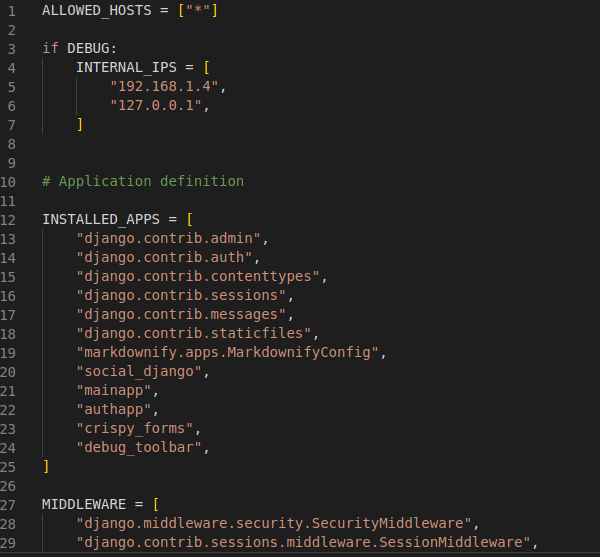 1 ALLOWED_HOSTS = ["*"]
2
3 if DEBUG:
4     INTERNAL_IPS = [
5         "192.168.1.4",
6         "127.0.0.1",
7     ]
8
9
10 # Application definition
11
12 INSTALLED_APPS = [
13     "django.contrib.admin",
14     "django.contrib.auth",
15     "django.contrib.contenttypes",
16     "django.contrib.sessions",
17     "django.contrib.messages",
18     "django.contrib.staticfiles",
19     "markdownify.apps.MarkdownifyConfig",
20     "social_django",
21     "mainapp",
22     "authapp",
23     "crispy_forms",
24     "debug_toolbar",
25 ]
26
27 MIDDLEWARE = [
28     "django.middleware.security.SecurityMiddleware",
29     "django.contrib.sessions.middleware.SessionMiddleware",